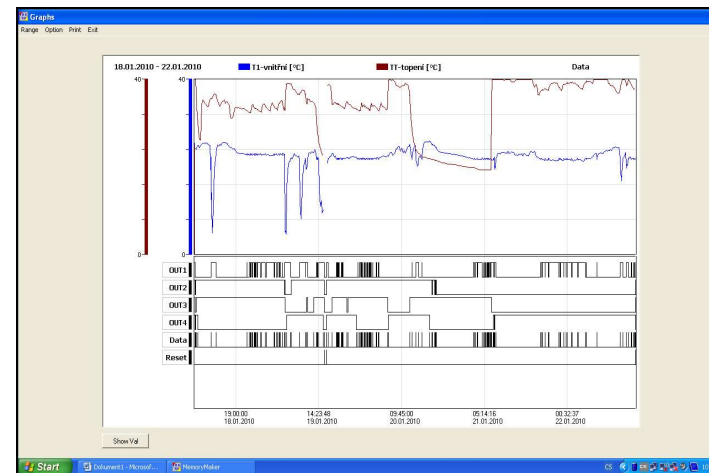 Graphs
Range Option Print Exit
18.01.2010 - 22.01.2010 T1-vnitřní [°C] TT-topení [°C] Data
40 40
0 0
OUT1
OUT2
OUT3
OUT4
Data
Reset
19:00:00 14:23:48 09:45:00 05:14:16 00:32:37
18.01.2010 19.01.2010 20.01.2010 21.01.2010 22.01.2010
Show Val
Start Dokument1 - Microsof... MemoryMaker CS 10